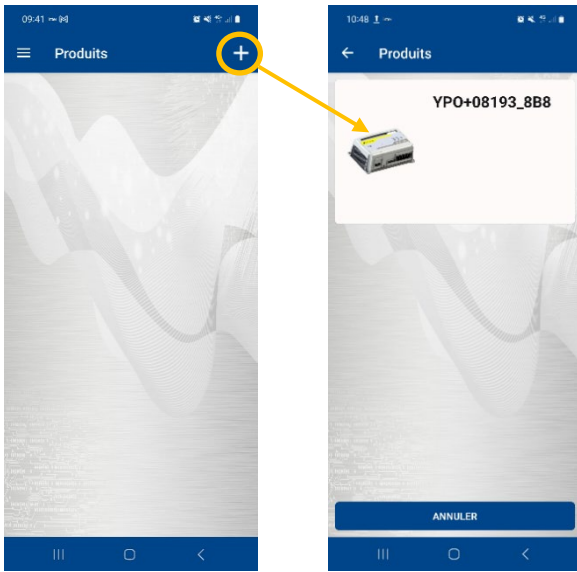 09:41
Produits
10:48
Produits
YPO+08193_8B8
ANNULER